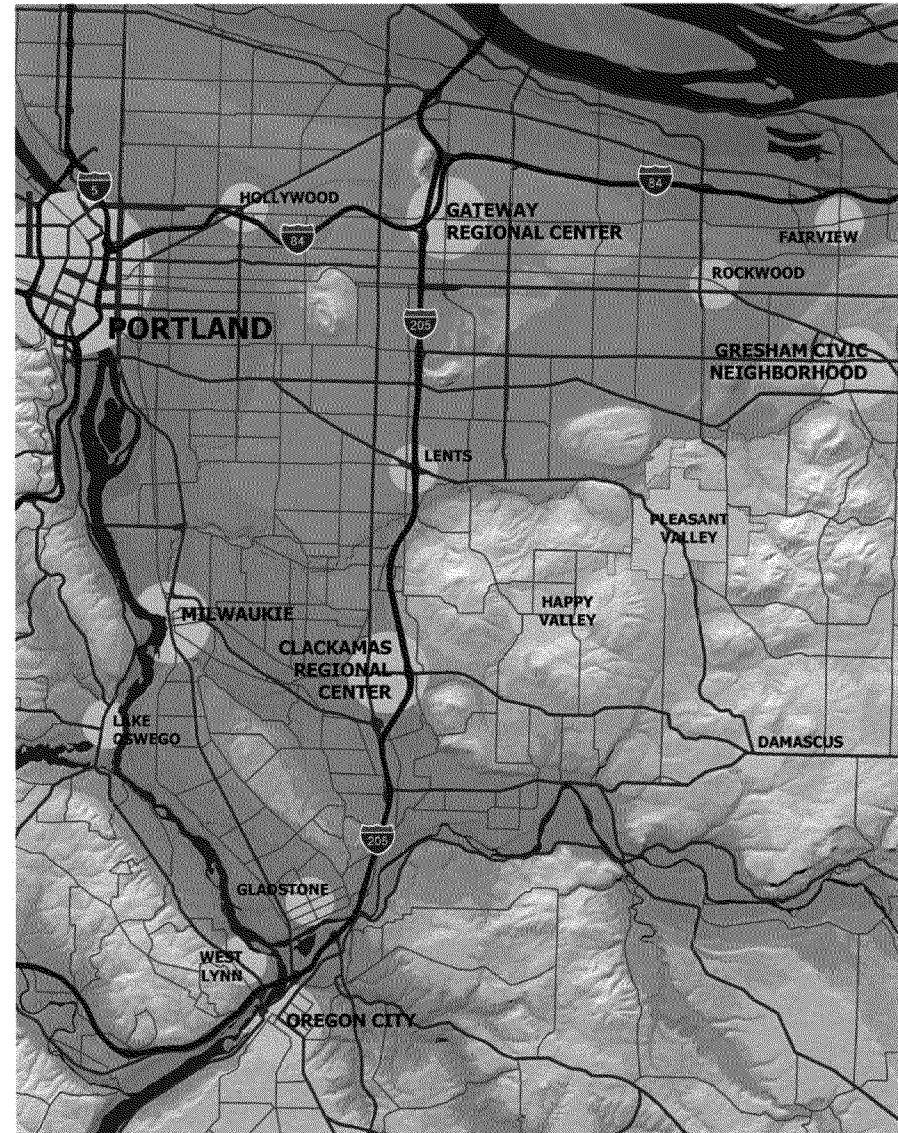 5
84
HOLLYWOOD
84
GATEWAY
REGIONAL CENTER
FAIRVIEW
ROCKWOOD
PORTLAND
205
GRESHAM CIVIC
NEIGHBORHOOD
LENTS
PLEASANT
VALLEY
HAPPY
VALLEY
MILWAUKIE
CLACKAMAS
REGIONAL
CENTER
LAKE
OSWEGO
DAMASCUS
205
GLADSTONE
WEST
LYNN
OREGON CITY